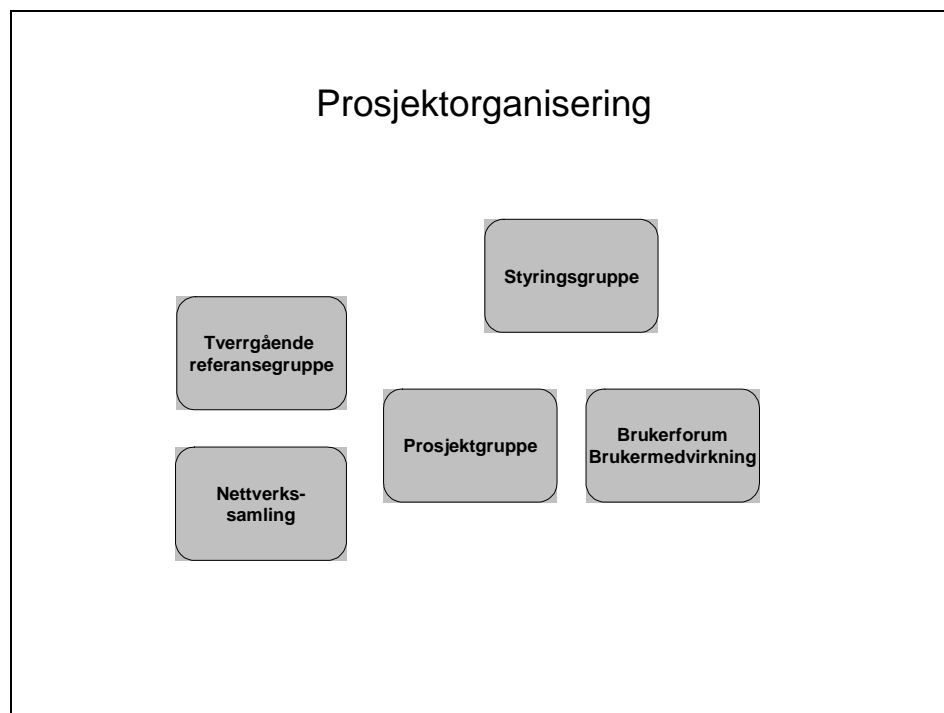 Prosjektorganisering
Styringsgruppe
Tverrgående
referansegruppe
Prosjektgruppe
Brukerforum
Brukermedvirkning
Nettverks-
samling